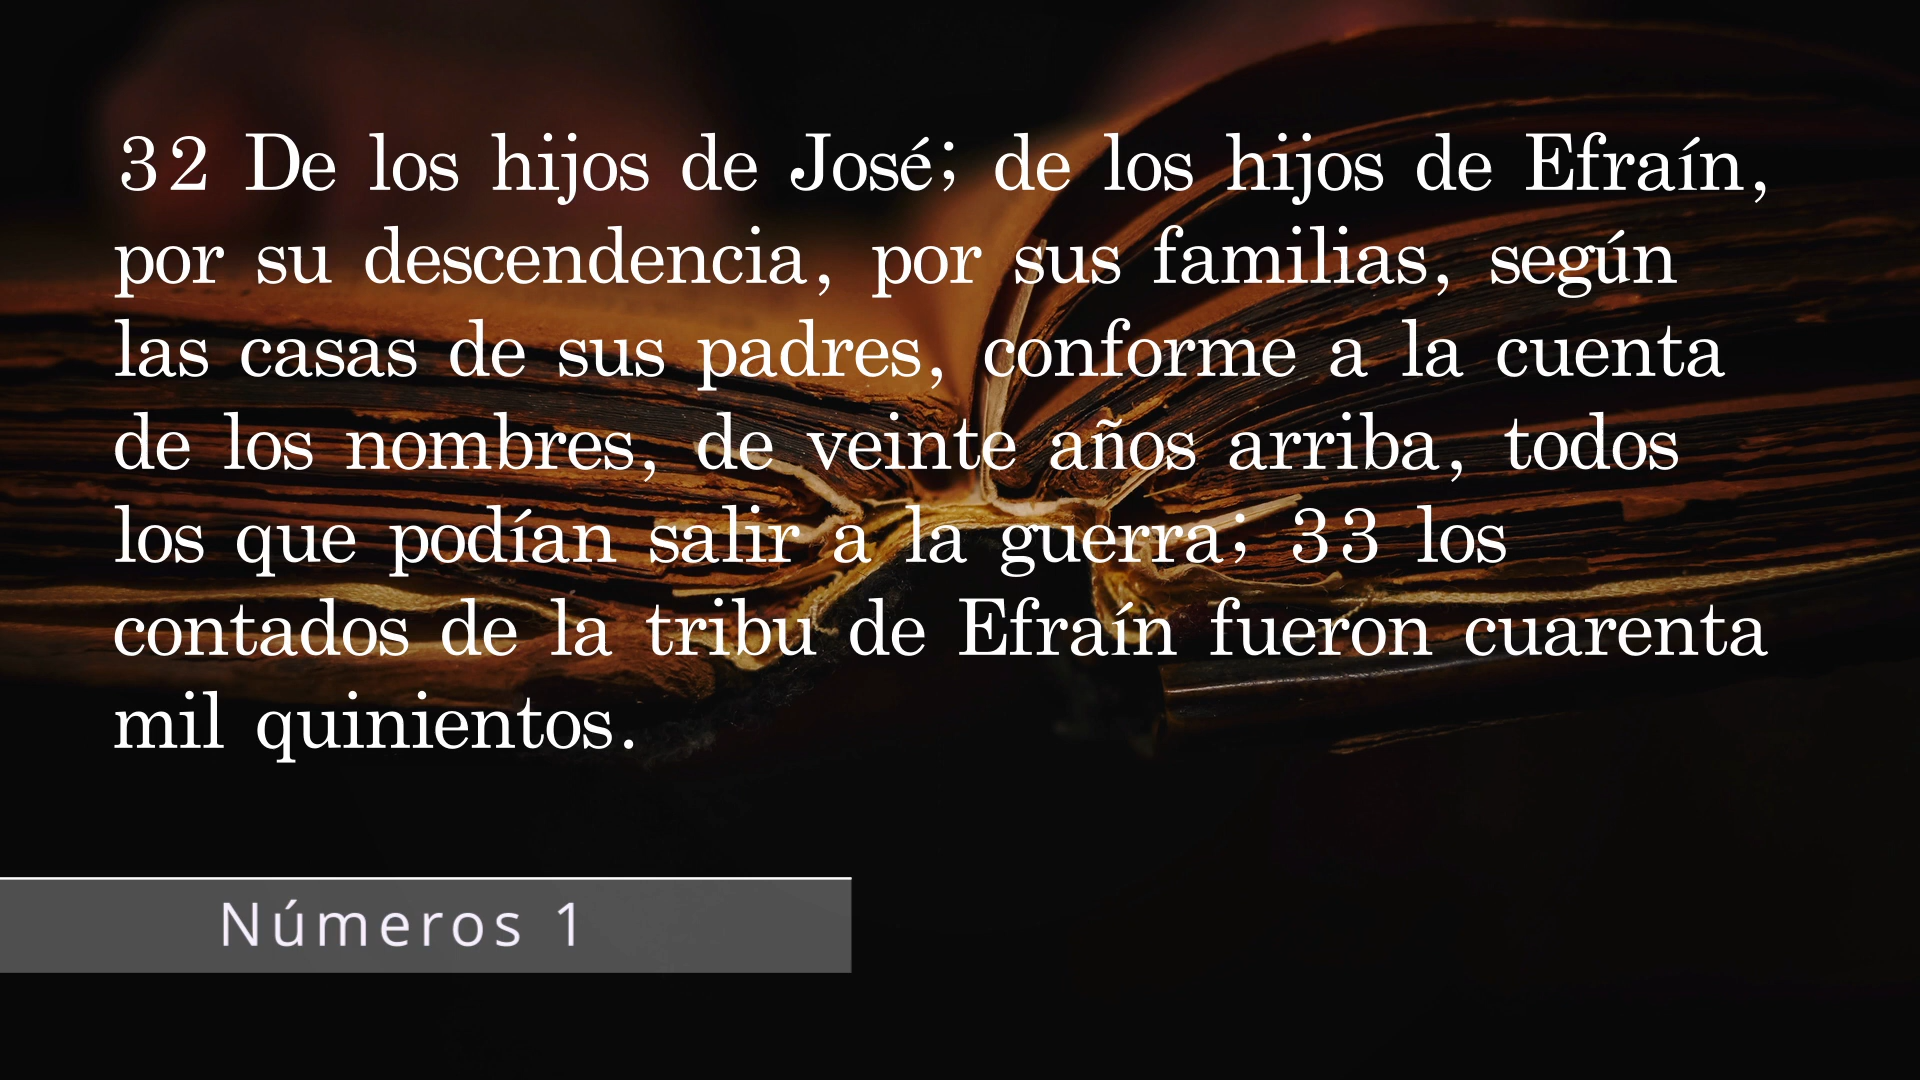 32 De los hijos de José; de los hijos de Efraín,
por su descendencia, por sus familias, según
las casas de sus padres, conforme a la cuenta
de los nombres, de veinte años arriba, todos
los que podían salir a la guerra; 33 los
contados de la tribu de Efraín fueron cuarenta
mil quinientos.
Números 1